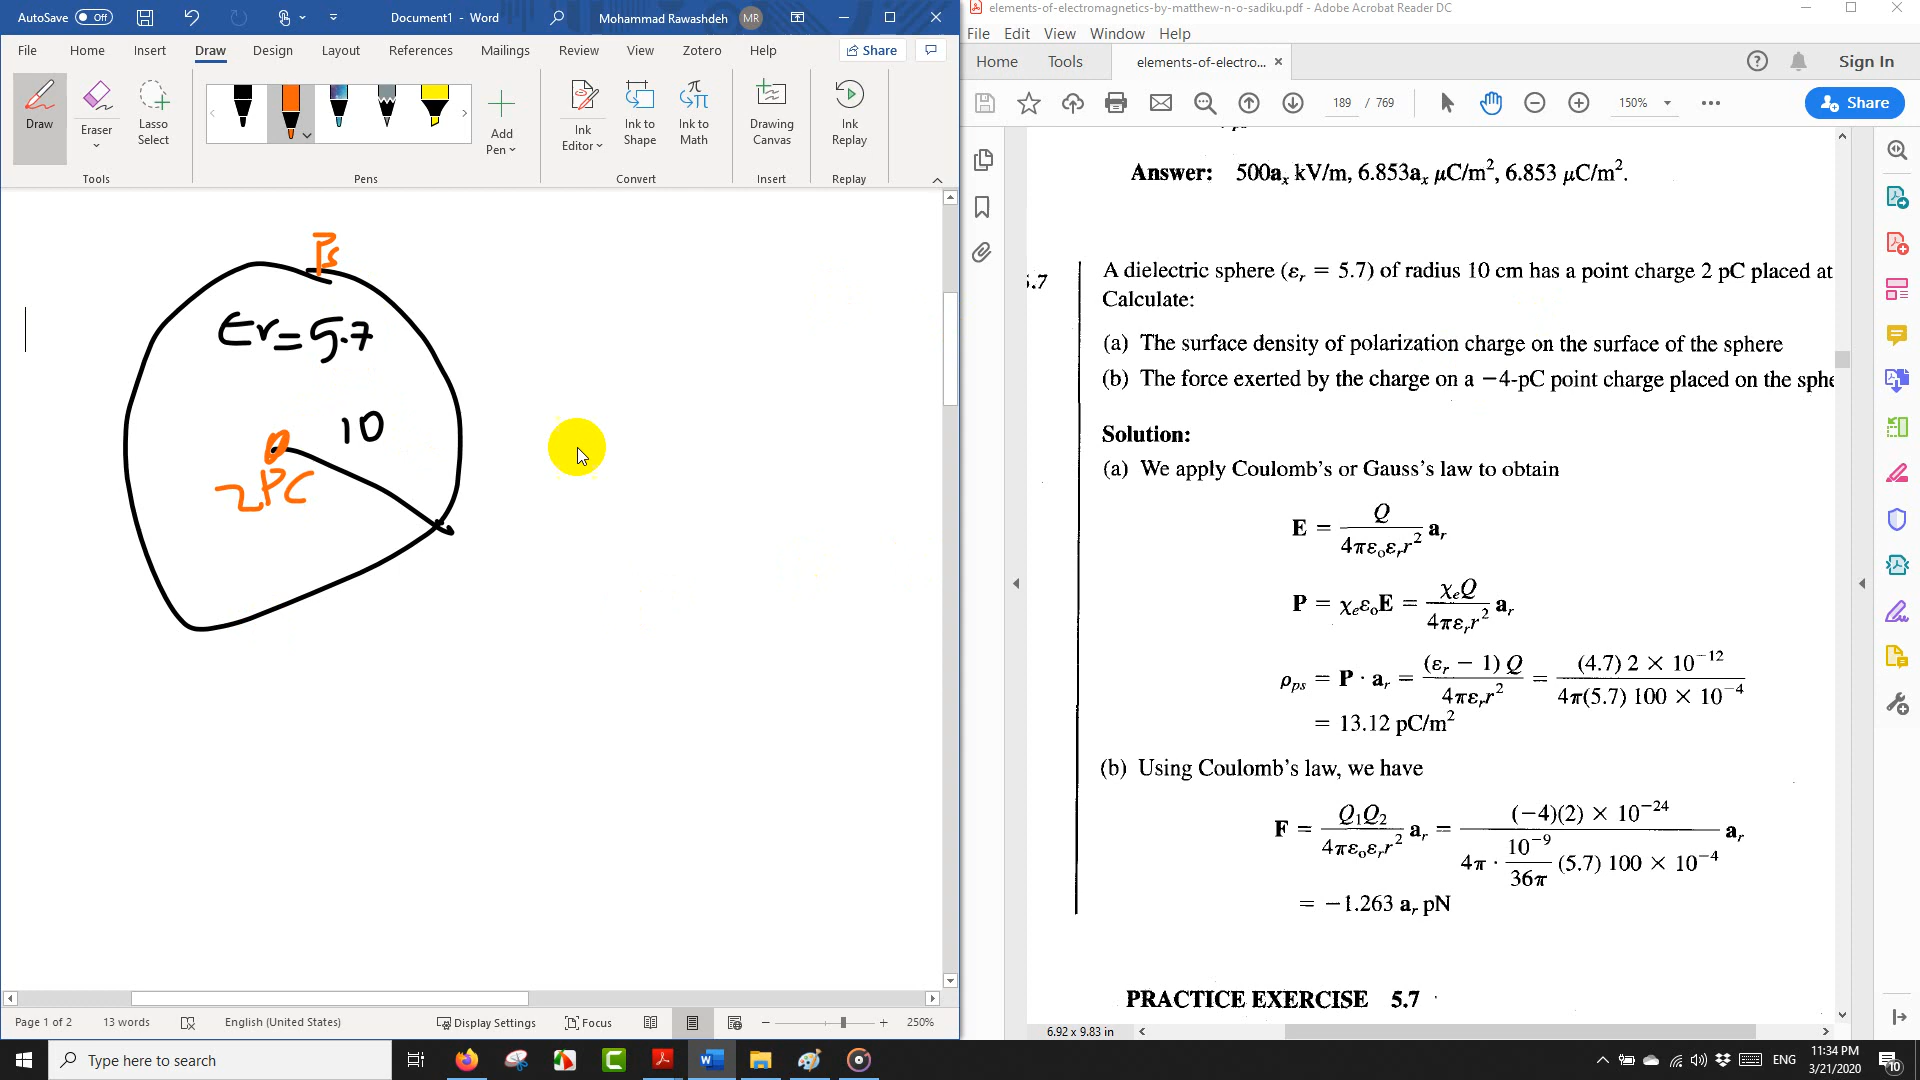 AutoSave Off Document1 - Word Mohammad Rawashdeh MR
File Home Insert Draw Design Layout References Mailings Review View Zotero Help Share
Draw Eraser Lasso Select Add Pen Ink Editor Ink to Shape Ink to Math Drawing Canvas Ink Replay
Tools Pens Convert Insert Replay
Ps
Er=5.7
10
2PC
Page 1 of 2 13 words English (United States) Display Settings Focus 250%
elements-of-electromagnetics-by-matthew-n-o-sadiku.pdf - Adobe Acrobat Reader DC
File Edit View Window Help
Home Tools elements-of-electro... × Sign In
189 / 769 150% Share
Answer: 500aₓ kV/m, 6.853aₓ μC/m², 6.853 μC/m².
.7 A dielectric sphere (εᵣ = 5.7) of radius 10 cm has a point charge 2 pC placed at
Calculate:
(a) The surface density of polarization charge on the surface of the sphere
(b) The force exerted by the charge on a −4-pC point charge placed on the sphe
Solution:
(a) We apply Coulomb's or Gauss's law to obtain
E = Q / 4πε₀εᵣr² aᵣ
P = χₑε₀E = χₑQ / 4πεᵣr² aᵣ
ρps = P · aᵣ = (εᵣ − 1) Q / 4πεᵣr² = (4.7) 2 × 10⁻¹² / 4π(5.7) 100 × 10⁻⁴
= 13.12 pC/m²
(b) Using Coulomb's law, we have
F = Q₁Q₂ / 4πε₀εᵣr² aᵣ = (−4)(2) × 10⁻²⁴ / 4π · 10⁻⁹ / 36π (5.7) 100 × 10⁻⁴ aᵣ
= −1.263 aᵣ pN
PRACTICE EXERCISE 5.7
6.92 x 9.83 in
Type here to search ENG 11:34 PM
3/21/2020 10